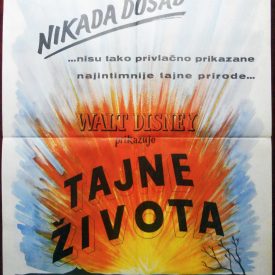 NIKADA DOSAD
...nisu tako privlačno prikazane
najintimnije tajne prirode...
WALT DISNEY
prikazuje
TAJNE
ŽIVOTA